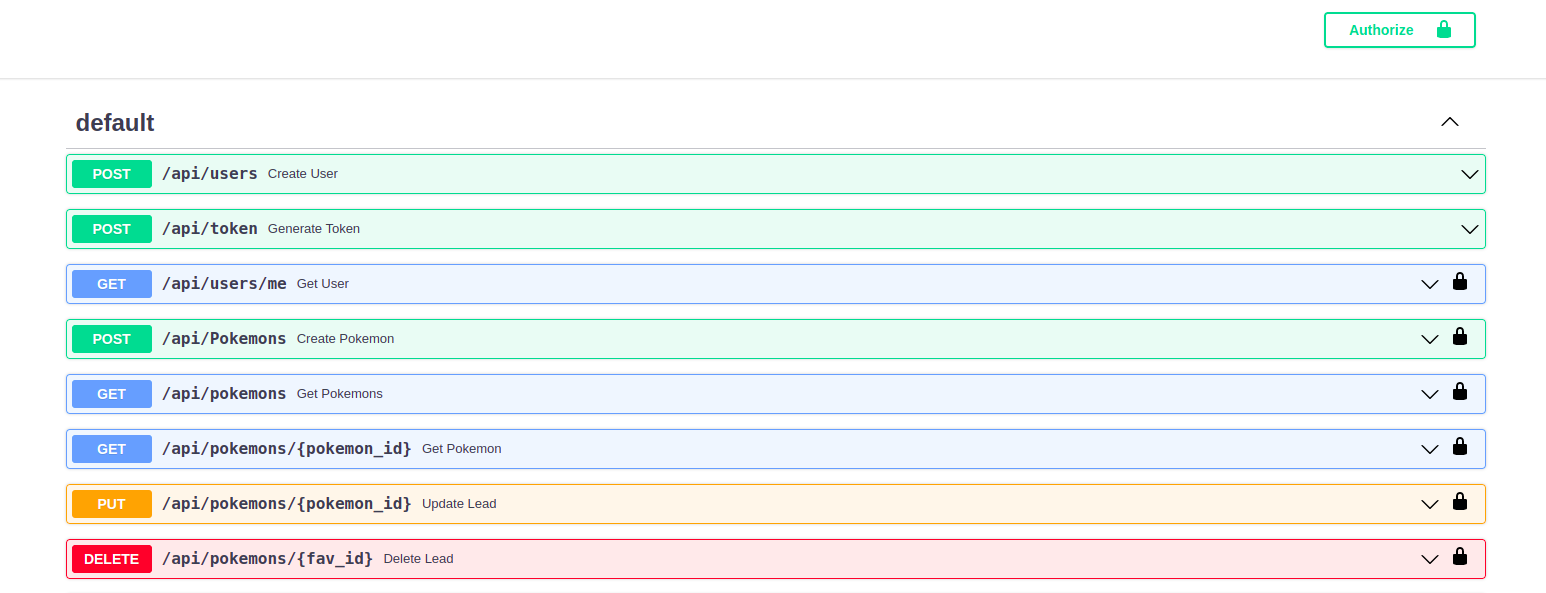 Authorize
default
POST /api/users Create User
POST /api/token Generate Token
GET /api/users/me Get User
POST /api/Pokemons Create Pokemon
GET /api/pokemons Get Pokemons
GET /api/pokemons/{pokemon_id} Get Pokemon
PUT /api/pokemons/{pokemon_id} Update Lead
DELETE /api/pokemons/{fav_id} Delete Lead